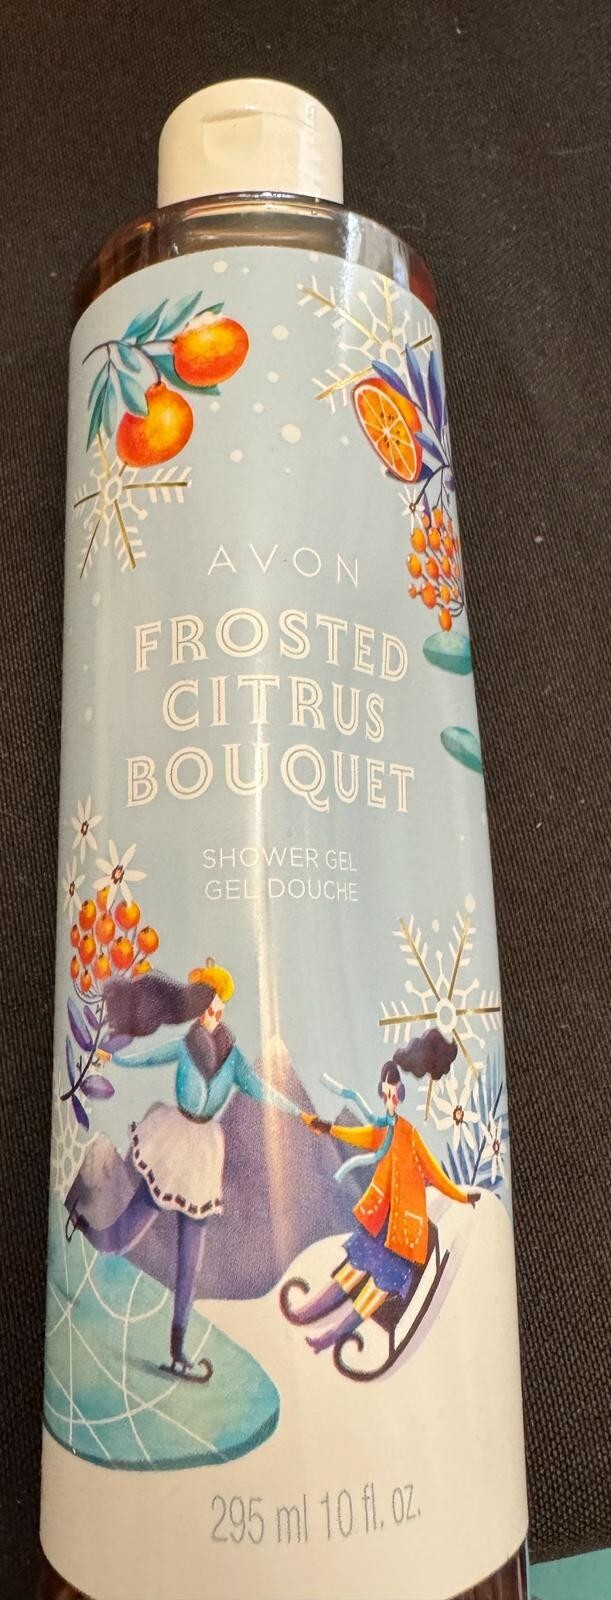 AVON
FROSTED
CITRUS
BOUQUET
SHOWER GEL
GEL DOUCHE
295 ml 10 fl. oz.